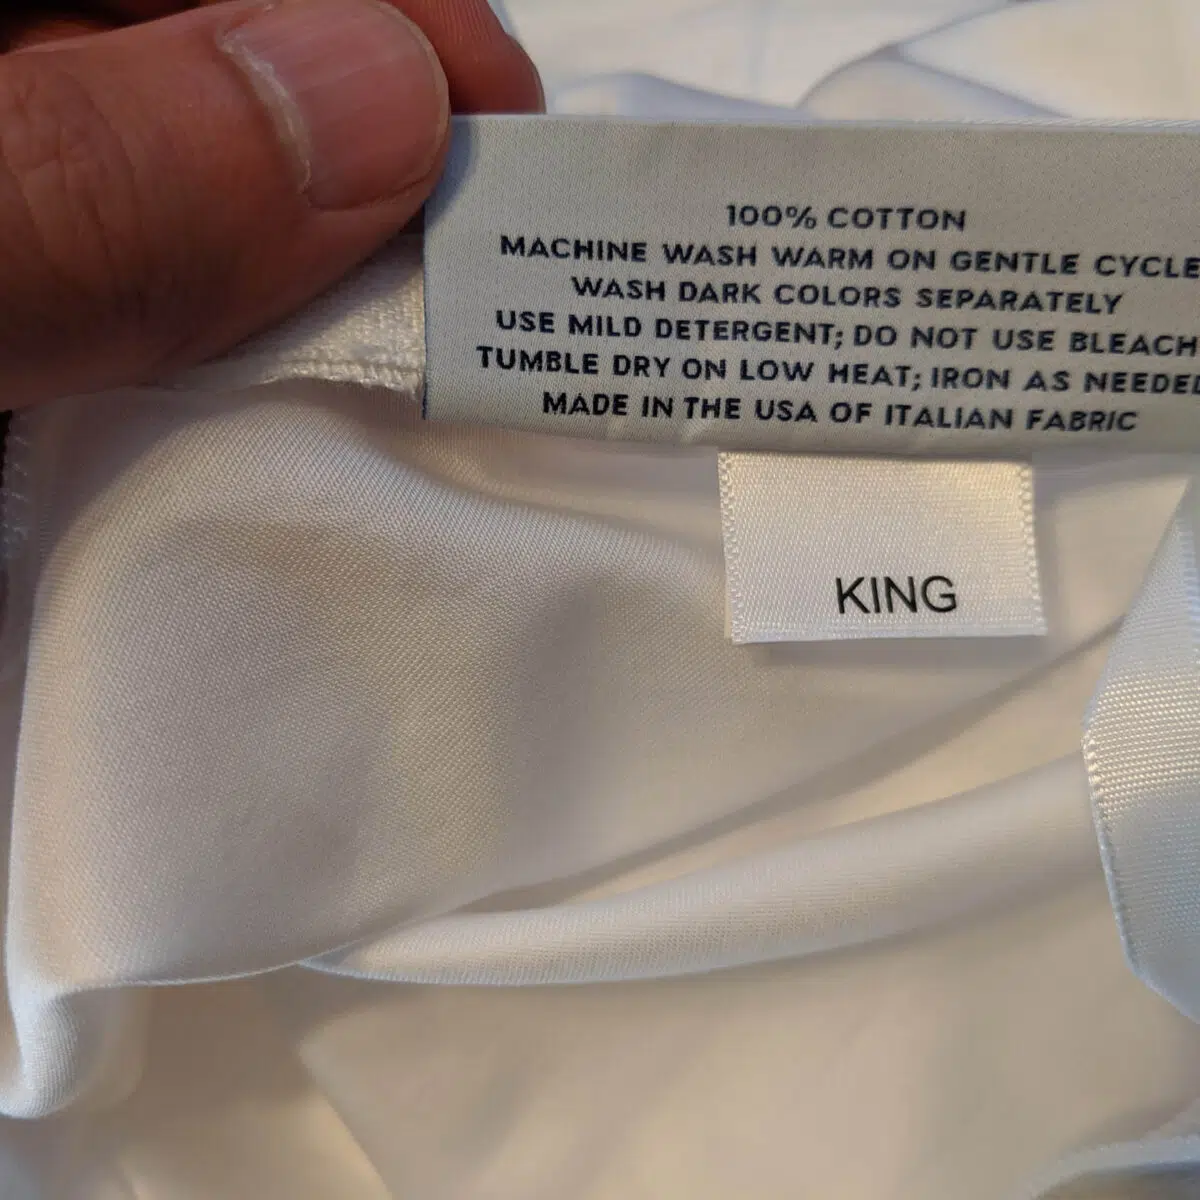 100% COTTON
MACHINE WASH WARM ON GENTLE CYCLE
WASH DARK COLORS SEPARATELY
USE MILD DETERGENT; DO NOT USE BLEACH
TUMBLE DRY ON LOW HEAT; IRON AS NEEDED
MADE IN THE USA OF ITALIAN FABRIC
KING